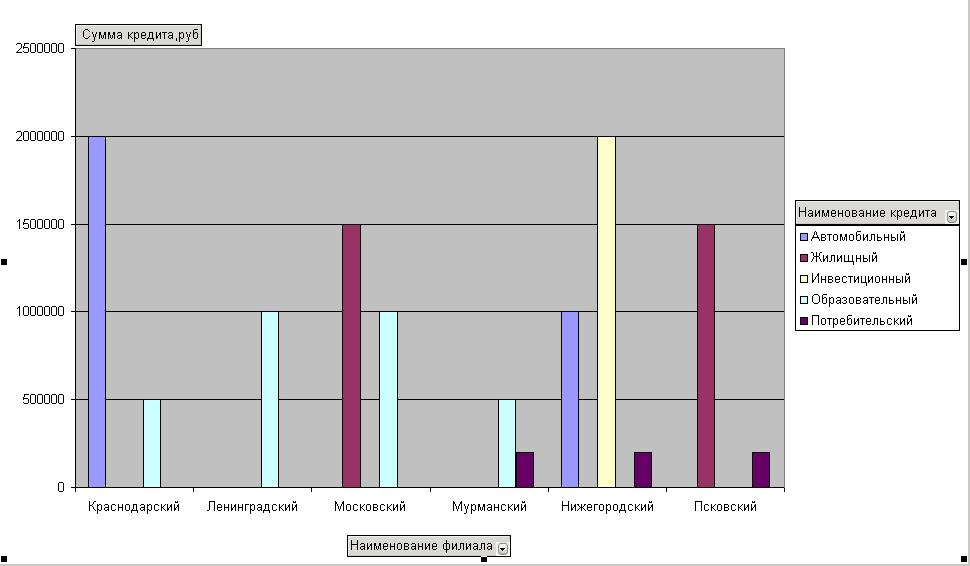 Сумма кредита,руб
2500000
2000000
1500000
1000000
500000
0
Краснодарский Ленинградский Московский Мурманский Нижегородский Псковский
Наименование филиала
Наименование кредита
Автомобильный
Жилищный
Инвестиционный
Образовательный
Потребительский